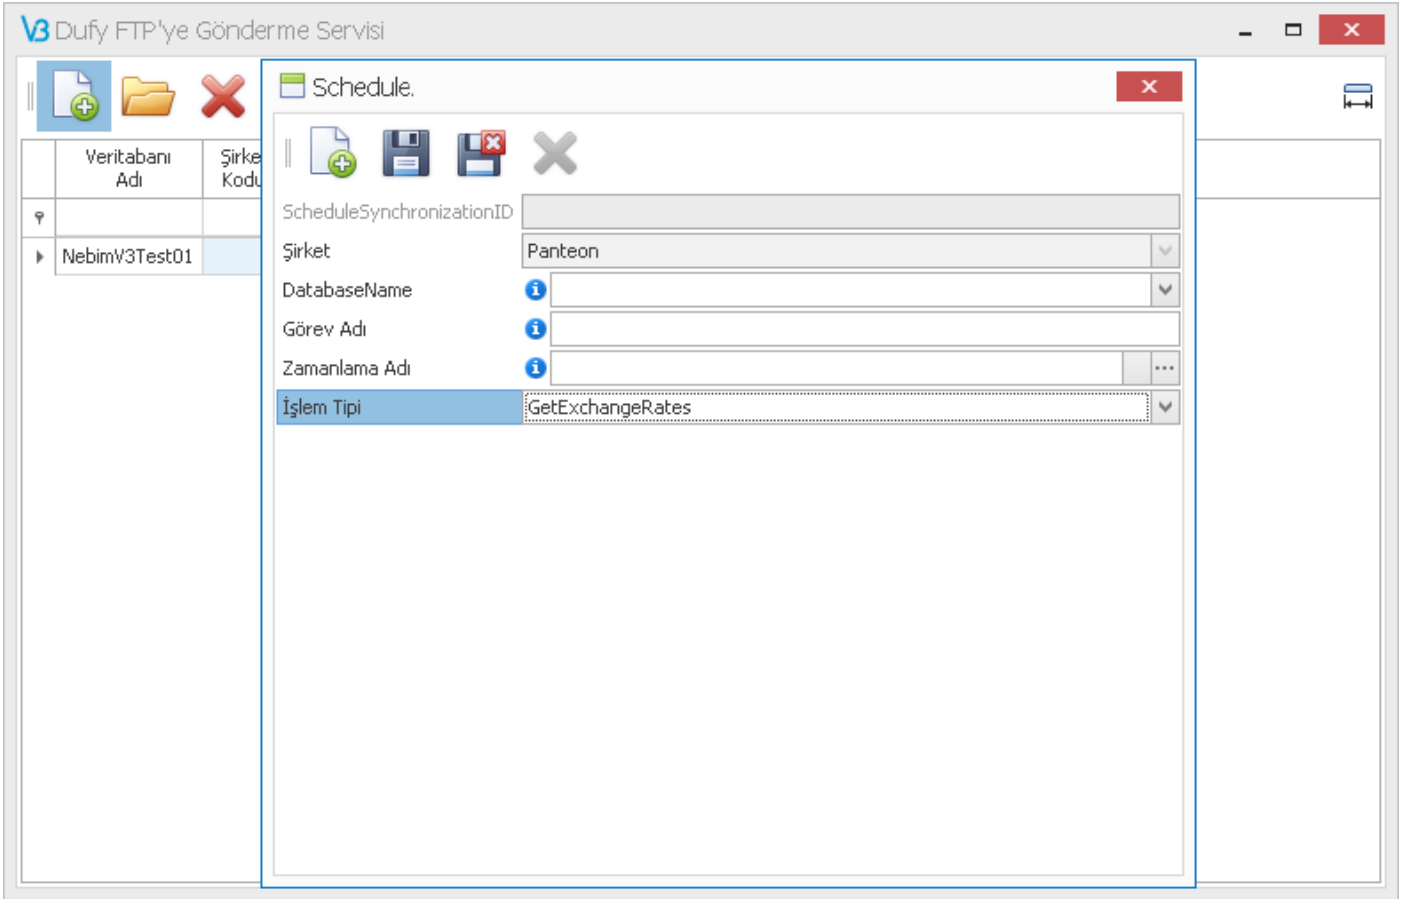 V3 Dufy FTP'ye Gönderme Servisi
Schedule.
Veritabanı
Adı
Şirke
Kodu
NebimV3Test01
ScheduleSynchronizationID
Şirket
Panteon
DatabaseName
Görev Adı
Zamanlama Adı
İşlem Tipi
GetExchangeRates